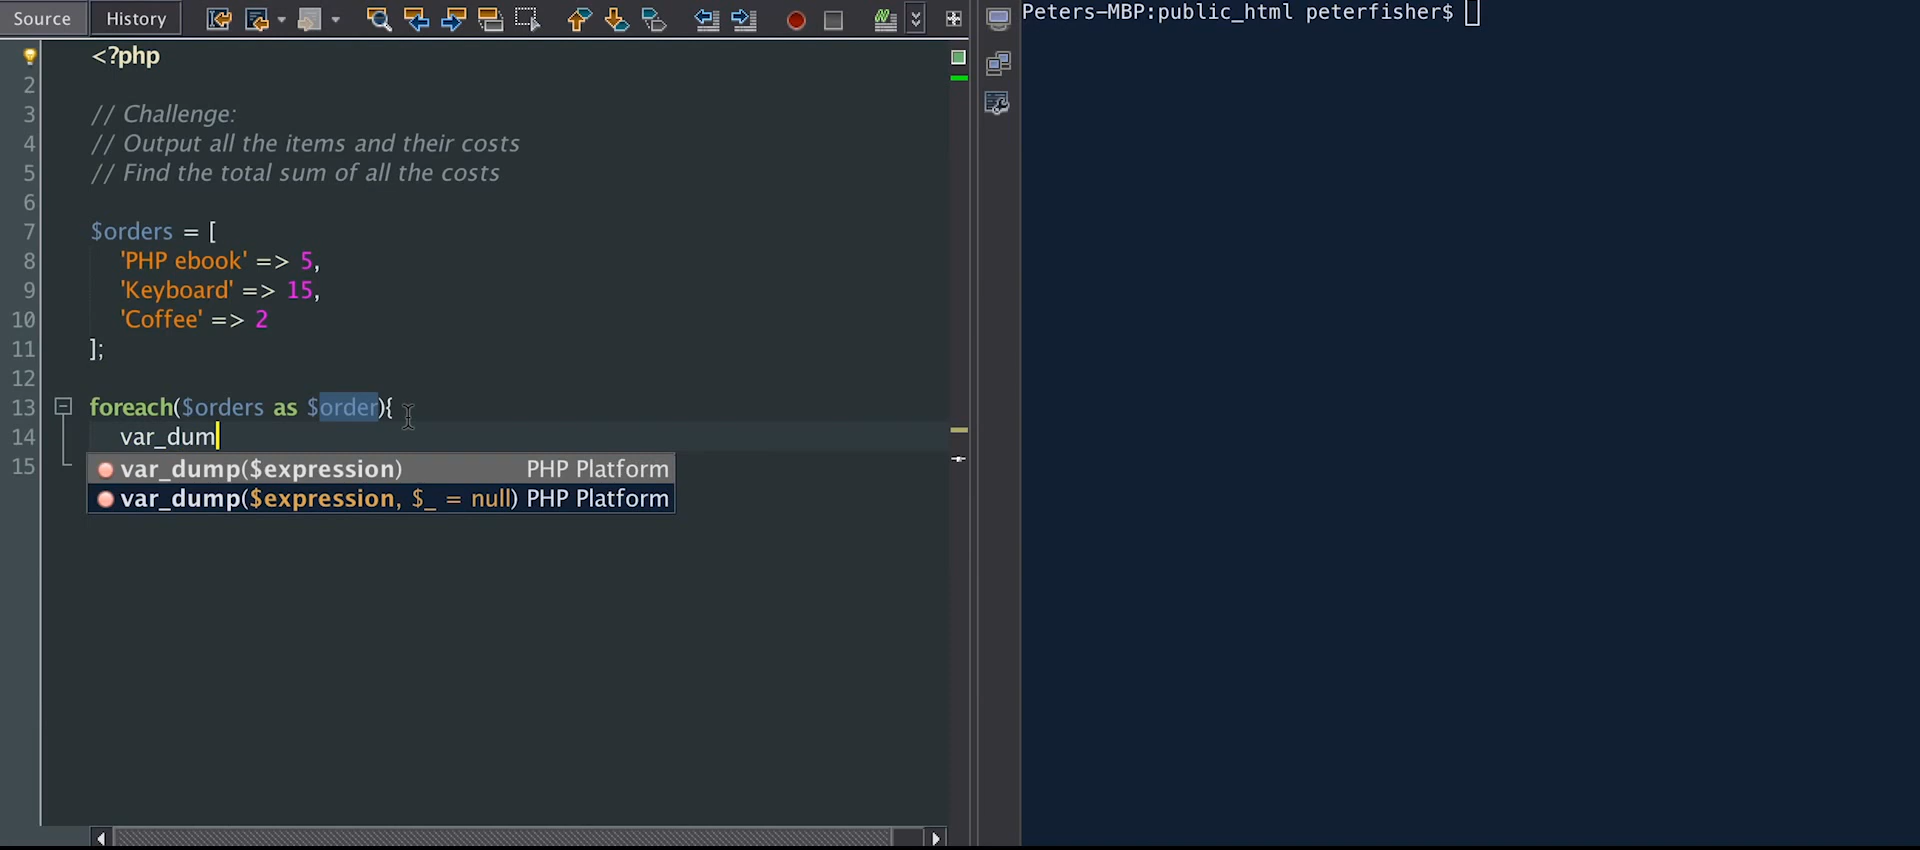 Source History
<?php
2
3 // Challenge:
4 // Output all the items and their costs
5 // Find the total sum of all the costs
6
7 $orders = [
8 'PHP ebook' => 5,
9 'Keyboard' => 15,
10 'Coffee' => 2
11 ];
12
13 foreach($orders as $order){
14 var_dum
15
var_dump($expression) PHP Platform
var_dump($expression, $_ = null) PHP Platform
Peters-MBP:public_html peterfisher$